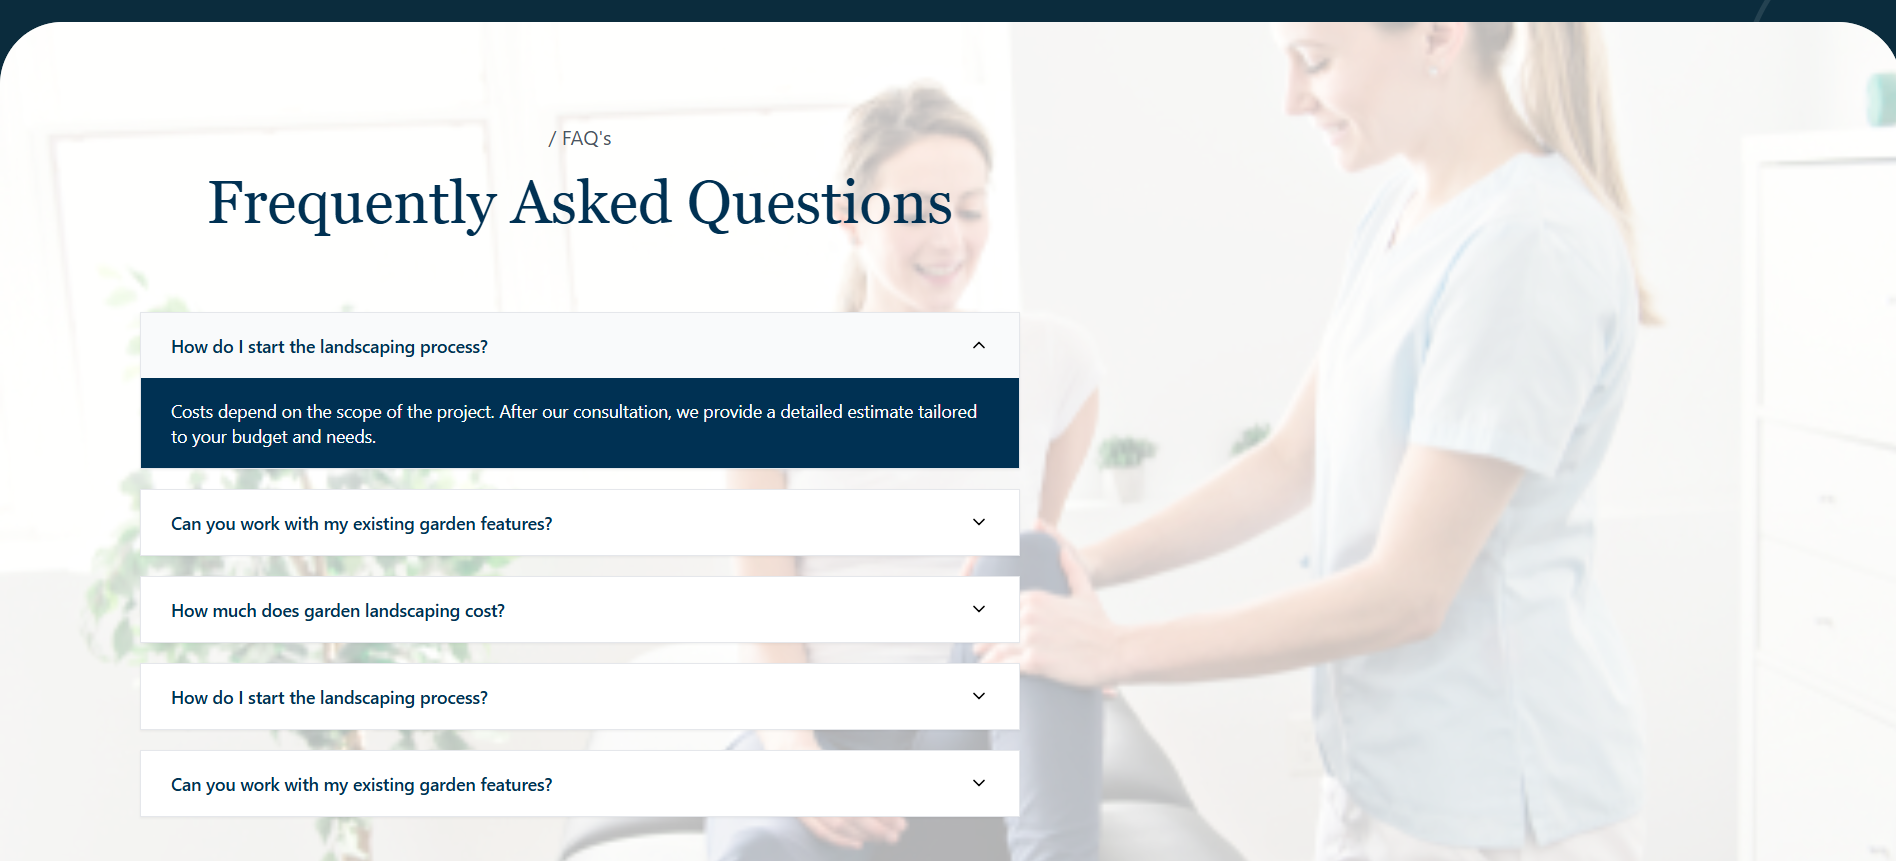 / FAQ's
Frequently Asked Questions
How do I start the landscaping process?
Costs depend on the scope of the project. After our consultation, we provide a detailed estimate tailored
to your budget and needs.
Can you work with my existing garden features?
How much does garden landscaping cost?
How do I start the landscaping process?
Can you work with my existing garden features?